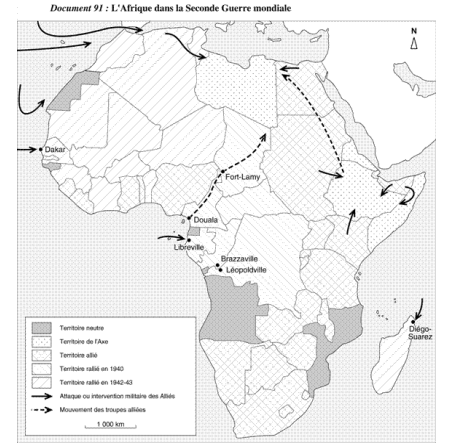 Document 91 : L'Afrique dans la Seconde Guerre mondiale
N
Dakar
Fort-Lamy
Douala
Libreville
Brazzaville
Léopoldville
Diégo-
Suarez
Territoire neutre
Territoire de l'Axe
Territoire allié
Territoire rallié en 1940
Territoire rallié en 1942-43
Attaque ou intervention militaire des Alliés
Mouvement des troupes alliées
1 000 km